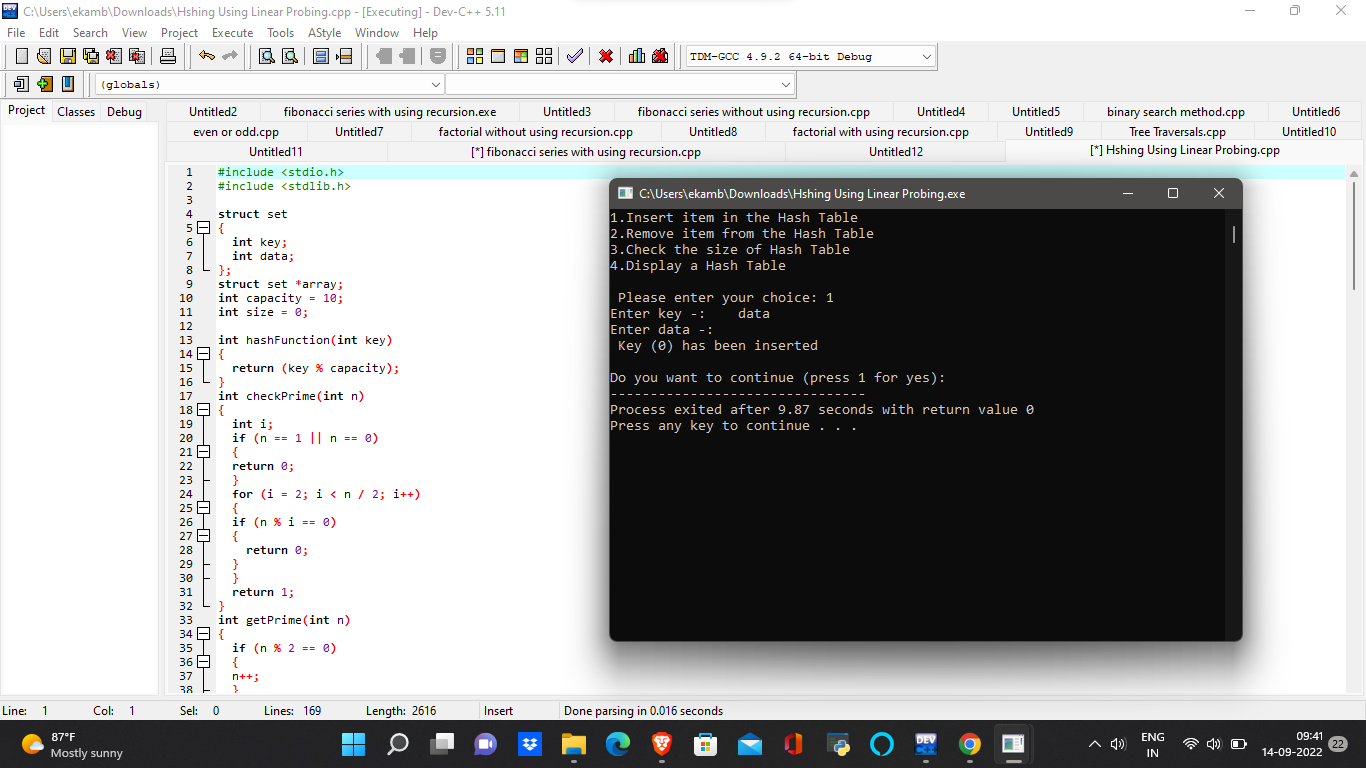 C:\Users\ekamb\Downloads\Hshing Using Linear Probing.cpp - [Executing] - Dev-C++ 5.11
File Edit Search View Project Execute Tools AStyle Window Help
TDM-GCC 4.9.2 64-bit Debug
(globals)
Project Classes Debug
Untitled2 fibonacci series with using recursion.exe Untitled3 fibonacci series without using recursion.cpp Untitled4 Untitled5 binary search method.cpp Untitled6
even or odd.cpp Untitled7 factorial without using recursion.cpp Untitled8 factorial with using recursion.cpp Untitled9 Tree Traversals.cpp Untitled10
Untitled11 [*] fibonacci series with using recursion.cpp Untitled12 [*] Hshing Using Linear Probing.cpp
1 #include <stdio.h>
2 #include <stdlib.h>
3
4 struct set
5 {
6 int key;
7 int data;
8 };
9 struct set *array;
10 int capacity = 10;
11 int size = 0;
12
13 int hashFunction(int key)
14 {
15 return (key % capacity);
16 }
17 int checkPrime(int n)
18 {
19 int i;
20 if (n == 1 || n == 0)
21 {
22 return 0;
23 }
24 for (i = 2; i < n / 2; i++)
25 {
26 if (n % i == 0)
27 {
28 return 0;
29 }
30 }
31 return 1;
32 }
33 int getPrime(int n)
34 {
35 if (n % 2 == 0)
36 {
37 n++;
38 }
C:\Users\ekamb\Downloads\Hshing Using Linear Probing.exe
1.Insert item in the Hash Table
2.Remove item from the Hash Table
3.Check the size of Hash Table
4.Display a Hash Table
Please enter your choice: 1
Enter key -: data
Enter data -:
Key (0) has been inserted
Do you want to continue (press 1 for yes):
--------------------------------
Process exited after 9.87 seconds with return value 0
Press any key to continue . . .
Line: 1 Col: 1 Sel: 0 Lines: 169 Length: 2616 Insert Done parsing in 0.016 seconds
87°F
Mostly sunny
DEV
ENG
IN
09:41
14-09-2022
22